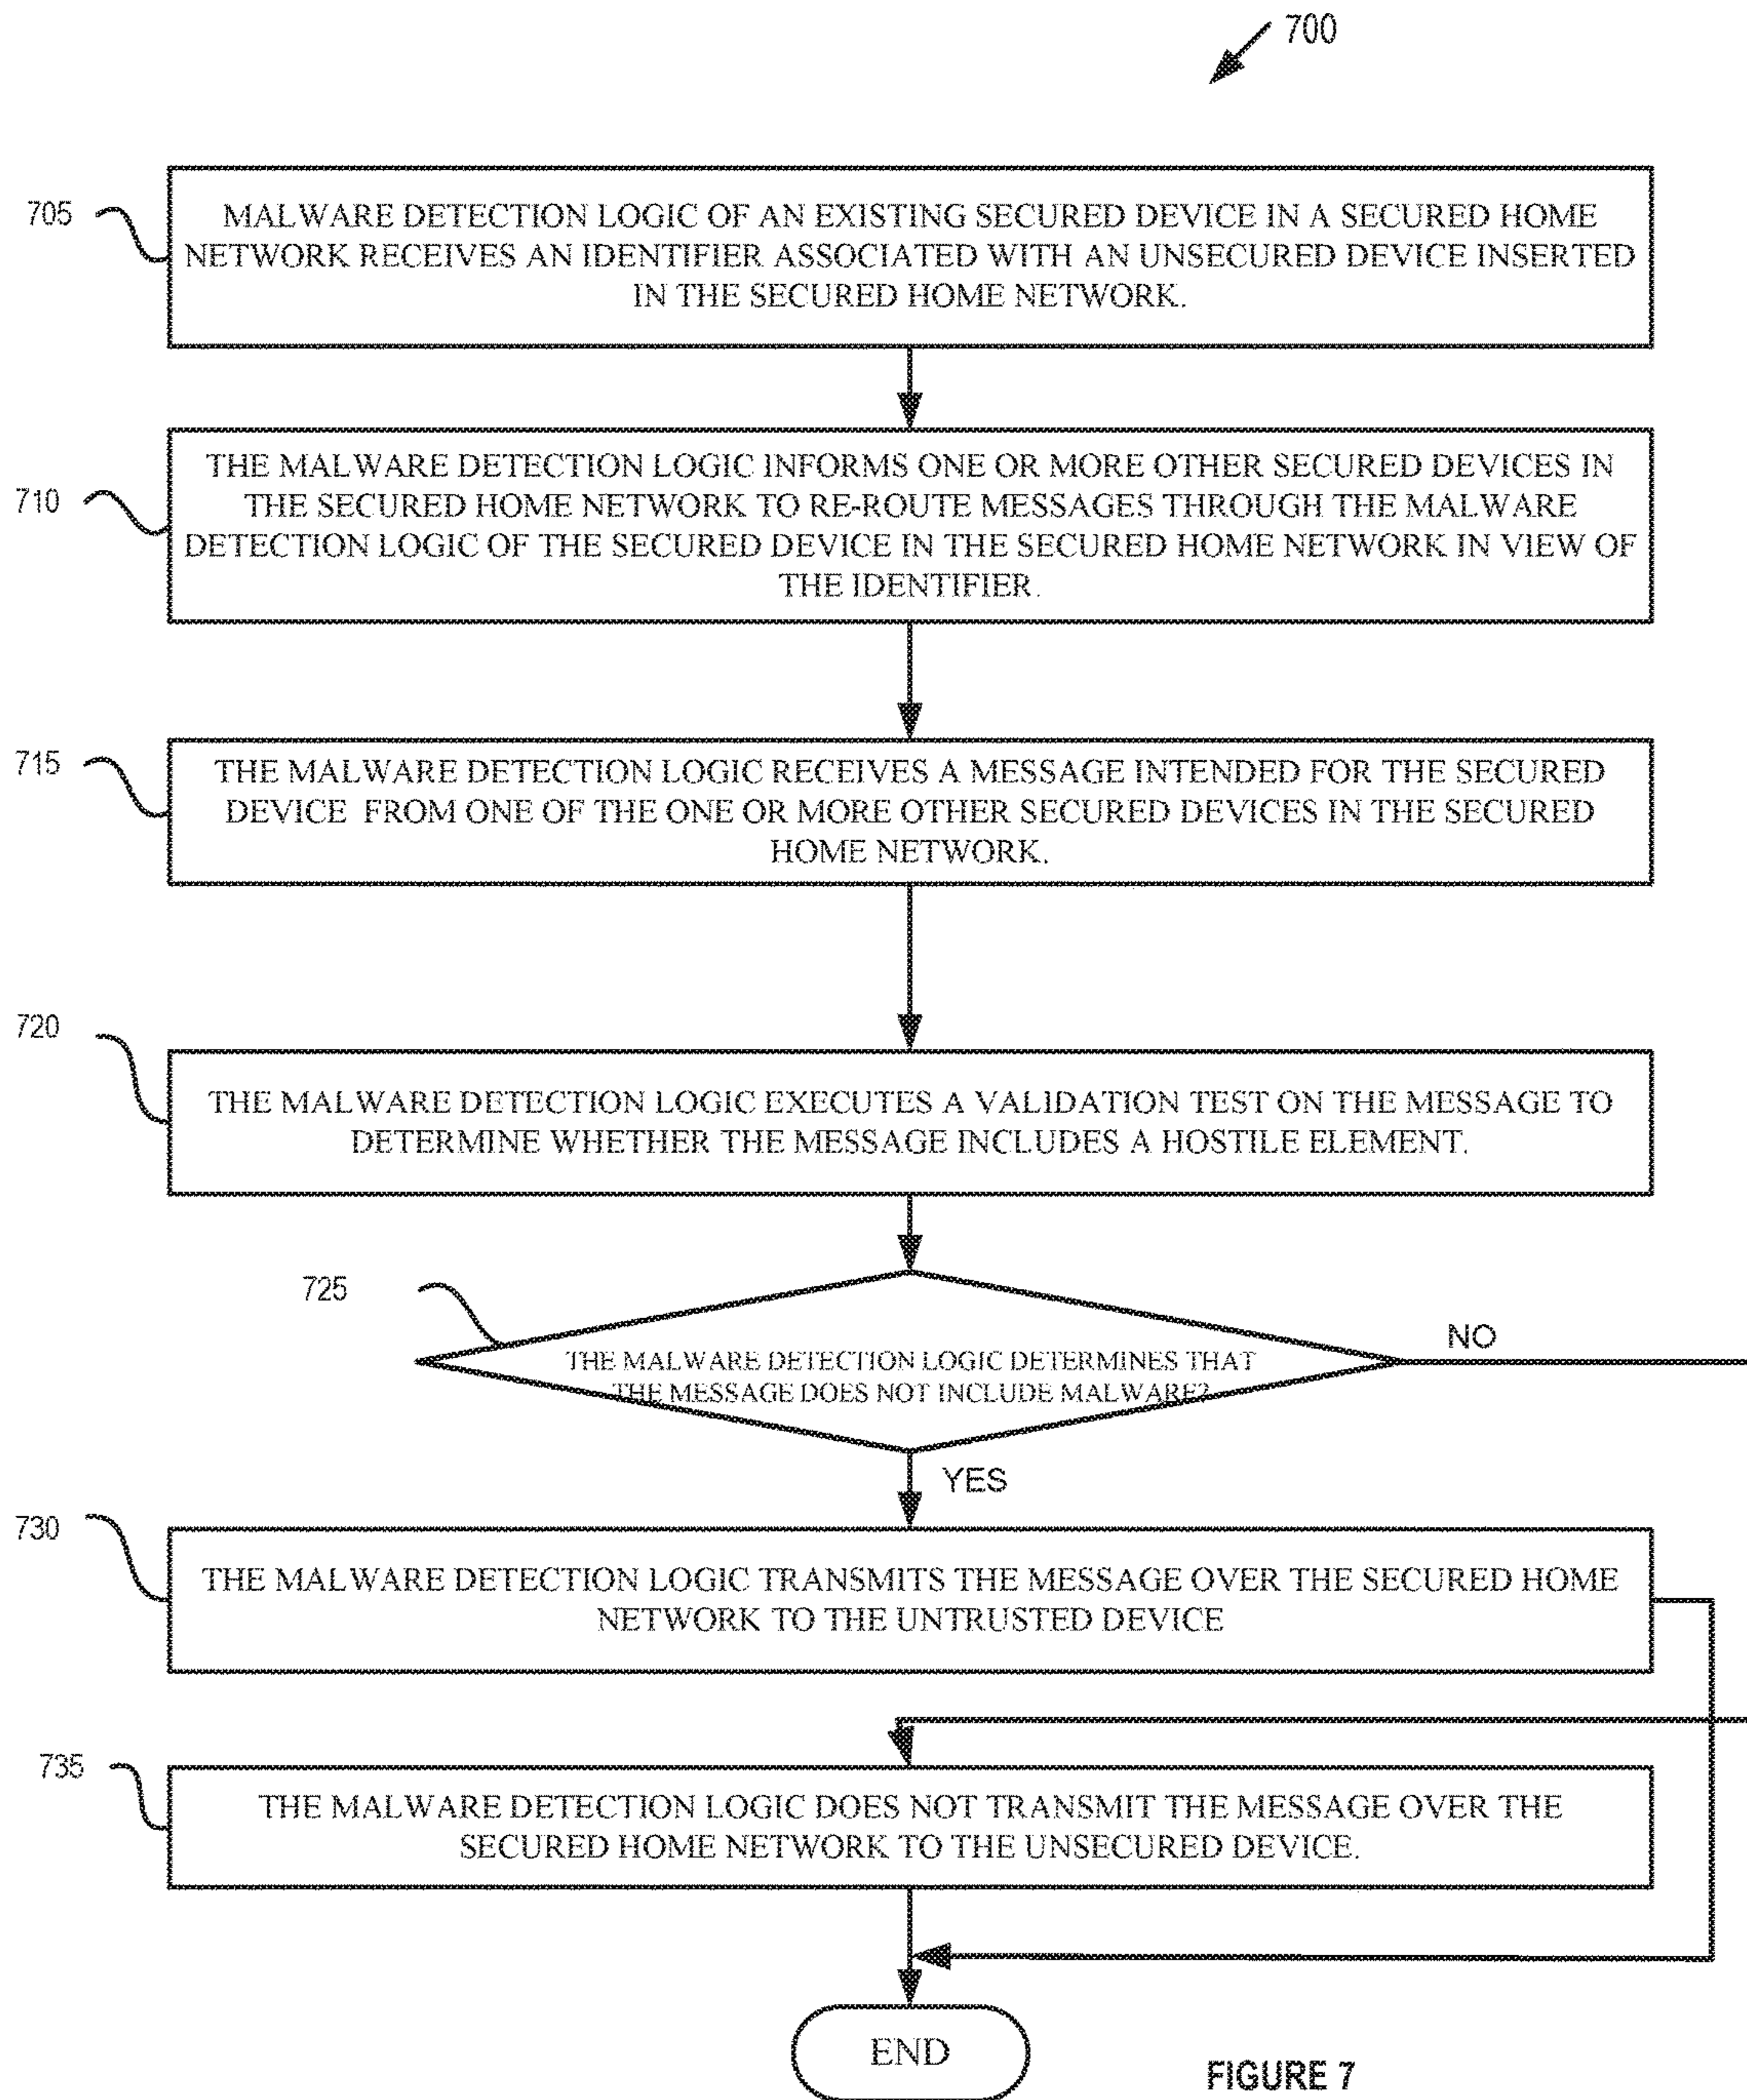 700
705
MALWARE DETECTION LOGIC OF AN EXISTING SECURED DEVICE IN A SECURED HOME
NETWORK RECEIVES AN IDENTIFIER ASSOCIATED WITH AN UNSECURED DEVICE INSERTED
IN THE SECURED HOME NETWORK.
710
THE MALWARE DETECTION LOGIC INFORMS ONE OR MORE OTHER SECURED DEVICES IN
THE SECURED HOME NETWORK TO RE-ROUTE MESSAGES THROUGH THE MALWARE
DETECTION LOGIC OF THE SECURED DEVICE IN THE SECURED HOME NETWORK IN VIEW OF
THE IDENTIFIER.
715
THE MALWARE DETECTION LOGIC RECEIVES A MESSAGE INTENDED FOR THE SECURED
DEVICE FROM ONE OF THE ONE OR MORE OTHER SECURED DEVICES IN THE SECURED
HOME NETWORK.
720
THE MALWARE DETECTION LOGIC EXECUTES A VALIDATION TEST ON THE MESSAGE TO
DETERMINE WHETHER THE MESSAGE INCLUDES A HOSTILE ELEMENT.
725
THE MALWARE DETECTION LOGIC DETERMINES THAT
THE MESSAGE DOES NOT INCLUDE MALWARE?
NO
YES
730
THE MALWARE DETECTION LOGIC TRANSMITS THE MESSAGE OVER THE SECURED HOME
NETWORK TO THE UNTRUSTED DEVICE
735
THE MALWARE DETECTION LOGIC DOES NOT TRANSMIT THE MESSAGE OVER THE
SECURED HOME NETWORK TO THE UNSECURED DEVICE.
END
FIGURE 7